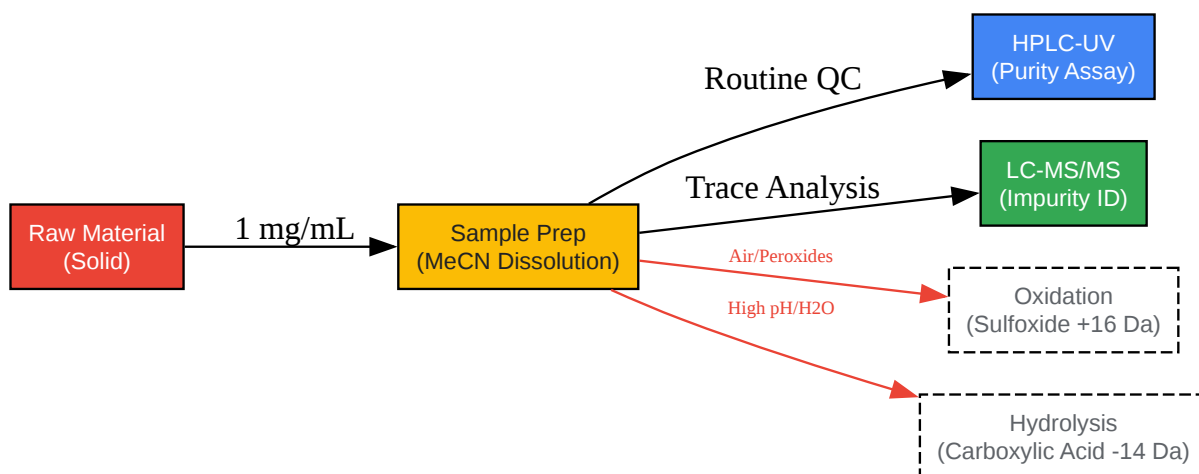 HPLC-UV
(Purity Assay)
Routine QC
LC-MS/MS
(Impurity ID)
Trace Analysis
Raw Material
(Solid)
1 mg/mL
Sample Prep
(MeCN Dissolution)
Air/Peroxides
Oxidation
(Sulfoxide +16 Da)
High pH/H2O
Hydrolysis
(Carboxylic Acid -14 Da)